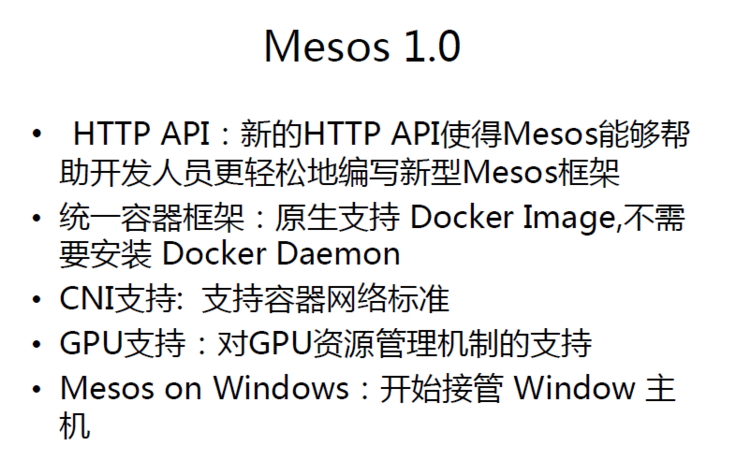 Mesos 1.0
• HTTP API：新的HTTP API使得Mesos能够帮
助开发人员更轻松地编写新型Mesos框架
• 统一容器框架：原生支持 Docker Image,不需
要安装 Docker Daemon
• CNI支持: 支持容器网络标准
• GPU支持：对GPU资源管理机制的支持
• Mesos on Windows：开始接管 Window 主
机